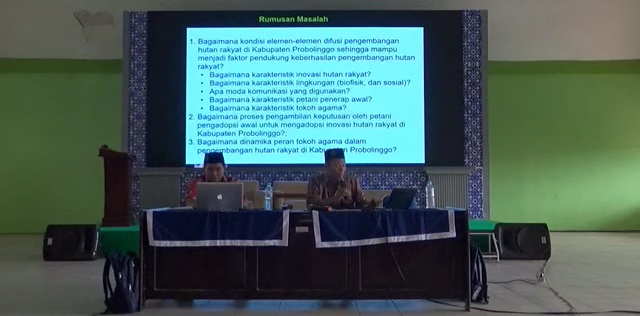 Rumusan Masalah
1. Bagaimana kondisi elemen-elemen difusi pengembangan
hutan rakyat di Kabupaten Probolinggo sehingga mampu
menjadi faktor pendukung keberhasilan pengembangan hutan
rakyat?
• Bagaimana karakteristik inovasi hutan rakyat?
• Bagaimana karakteristik lingkungan (biofisik, dan sosial)?
• Apa moda komunikasi yang digunakan?
• Bagaimana karakteristik petani penerap awal?
• Bagaimana karakteristik tokoh agama?
2. Bagaimana proses pengambilan keputusan oleh petani
pengadopsi awal untuk mengadopsi inovasi hutan rakyat di
Kabupaten Probolinggo?;
3. Bagaimana dinamika peran tokoh agama dalam
pengembangan hutan rakyat di Kabupaten Probolinggo?